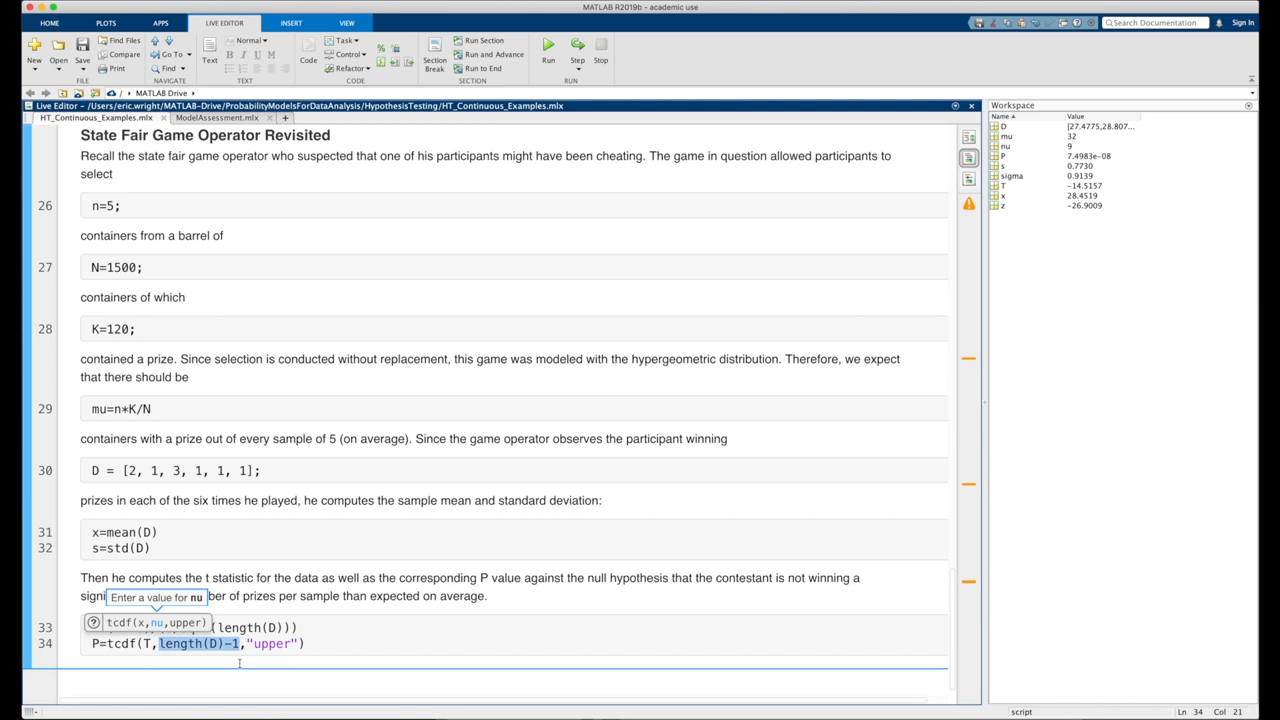 MATLAB R2019b - academic use
HOME PLOTS APPS LIVE EDITOR INSERT VIEW
Search Documentation Sign In
New Open Save
Find Files
Compare
Print
Go To
Find
Text
Normal
B I U M
Code
Task
Control
Refactor
Section Break
Run Section
Run and Advance
Run to End
Run Step Stop
FILE NAVIGATE TEXT CODE SECTION RUN
/ MATLAB Drive
Live Editor - /Users/eric.wright/MATLAB-Drive/ProbabilityModelsForDataAnalysis/HypothesisTesting/HT_Continuous_Examples.mlx
HT_Continuous_Examples.mlx ModelAssessment.mlx
State Fair Game Operator Revisited
Recall the state fair game operator who suspected that one of his participants might have been cheating. The game in question allowed participants to
select
26 n=5;
containers from a barrel of
27 N=1500;
containers of which
28 K=120;
contained a prize. Since selection is conducted without replacement, this game was modeled with the hypergeometric distribution. Therefore, we expect
that there should be
29 mu=n*K/N
containers with a prize out of every sample of 5 (on average). Since the game operator observes the participant winning
30 D = [2, 1, 3, 1, 1, 1];
prizes in each of the six times he played, he computes the sample mean and standard deviation:
31 x=mean(D)
32 s=std(D)
Then he computes the t statistic for the data as well as the corresponding P value against the null hypothesis that the contestant is not winning a
signi
Enter a value for nu
ber of prizes per sample than expected on average.
tcdf(x,nu,upper)
33 (length(D)))
34 P=tcdf(T,length(D)-1,"upper")
Workspace
Name Value
D [27.4775,28.807...
mu 32
nu 9
P 7.4983e-08
s 0.7730
sigma 0.9139
T -14.5157
x 28.4519
z -26.9009
script Ln 34 Col 21